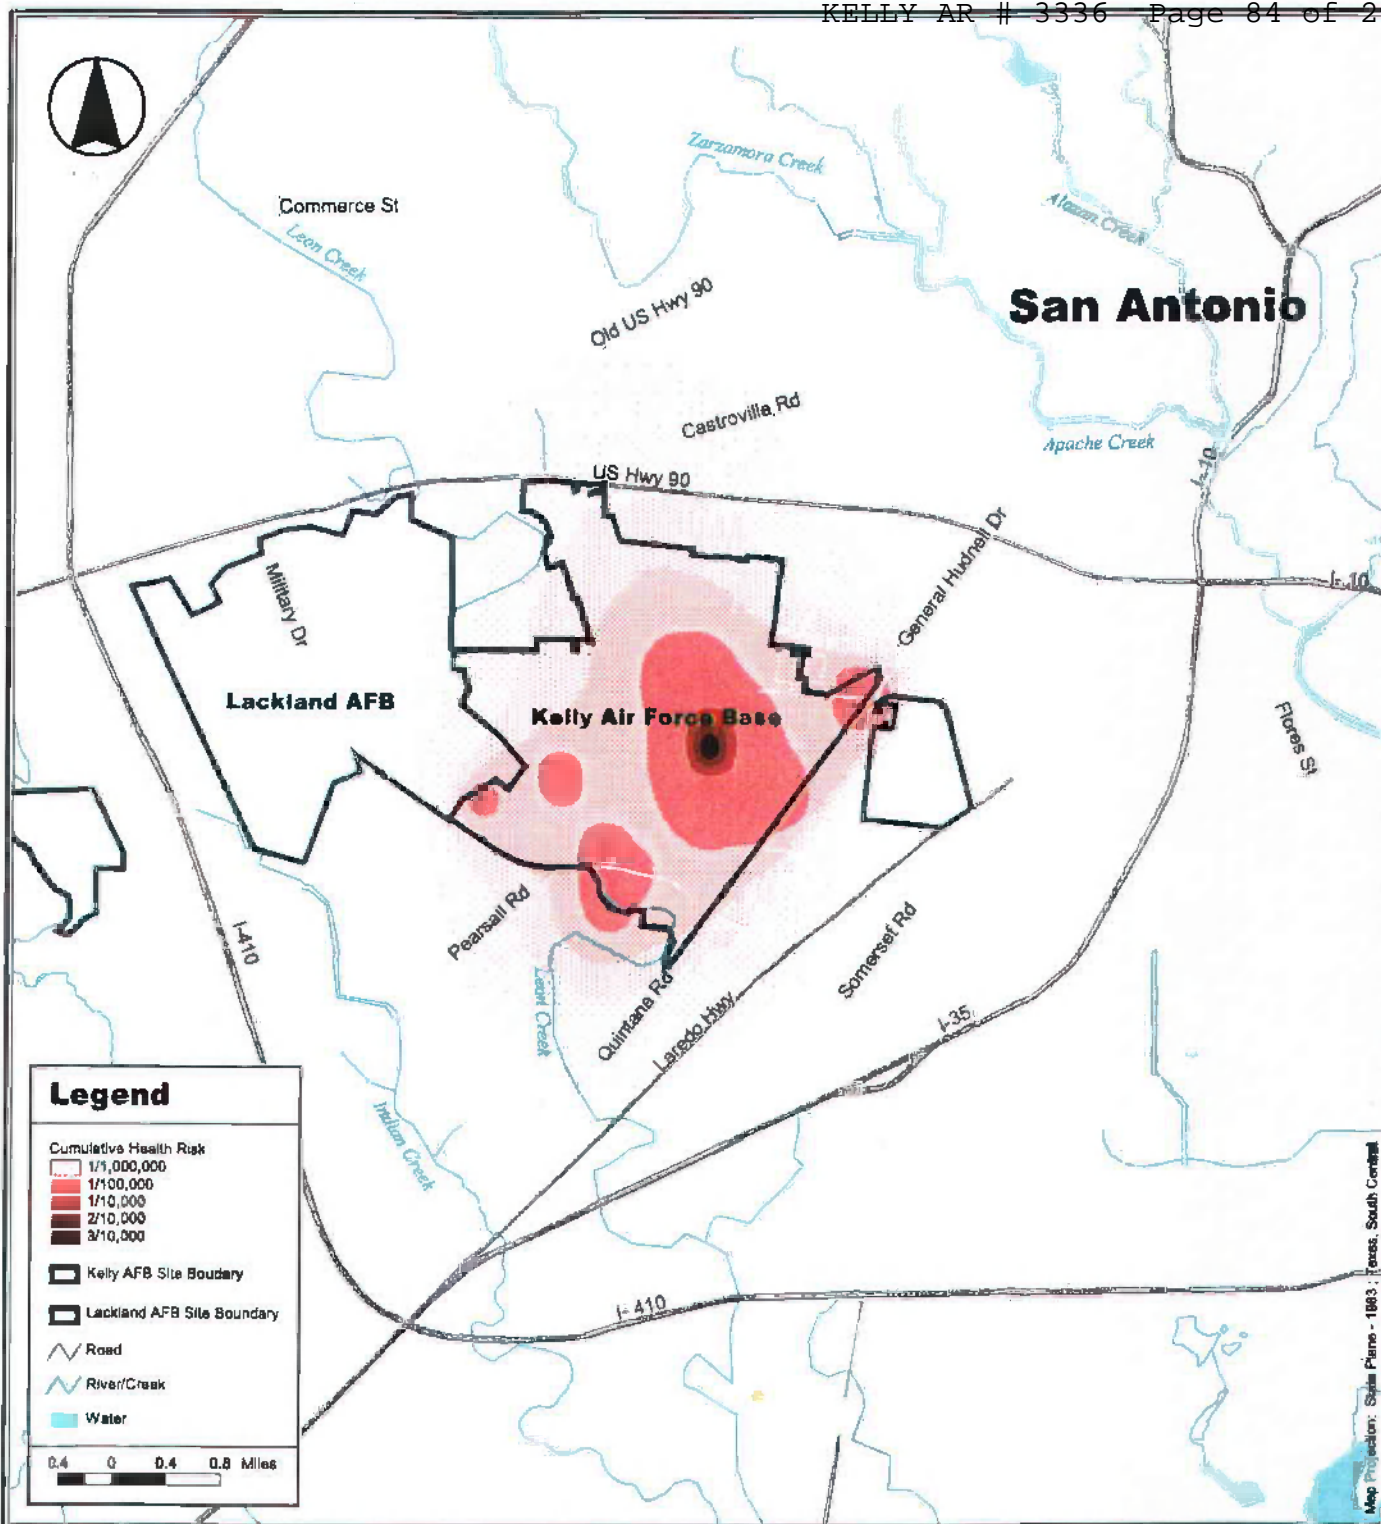 KELLY AR # 3336 Page 84 of 2
Zarzamora Creek
Commerce St
Leon Creek
Alazan Creek
San Antonio
Old US Hwy 90
Castroville Rd
Apache Creek
US Hwy 90
I-10
General Hudnell Dr
I-10
Military Dr
Lackland AFB
Kelly Air Force Base
Flores St
Pearsall Rd
I-410
Somerset Rd
Leon Creek
Quintana Rd
Laredo Hwy
I-35
Indian Creek
I-410
Legend
Cumulative Health Risk
1/1,000,000
1/100,000
1/10,000
2/10,000
3/10,000
Kelly AFB Site Boudary
Lackland AFB Site Boundary
Road
River/Creek
Water
0.4 0 0.4 0.8 Miles
Map Projection: State Plane - 1983 ; Texas, South Central